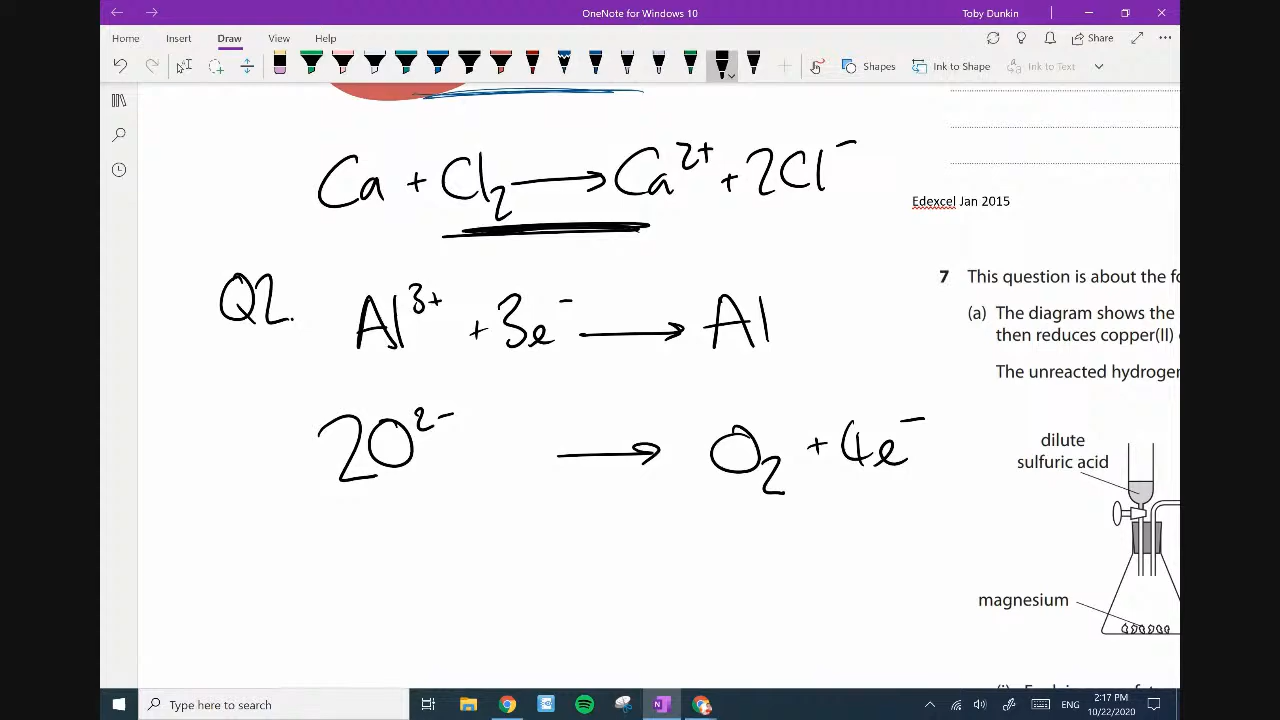 OneNote for Windows 10
Toby Dunkin
Home Insert Draw View Help
Share
Shapes Ink to Shape Ink to Text
Ca + Cl₂ ⟶ Ca²⁺ + 2Cl⁻
Edexcel Jan 2015
Q2. Al³⁺ + 3e⁻ ⟶ Al
2O²⁻ ⟶ O₂ + 4e⁻
7 This question is about the fo
(a) The diagram shows the
then reduces copper(II)
The unreacted hydrogen
dilute
sulfuric acid
magnesium
Type here to search
ENG
2:17 PM
10/22/2020